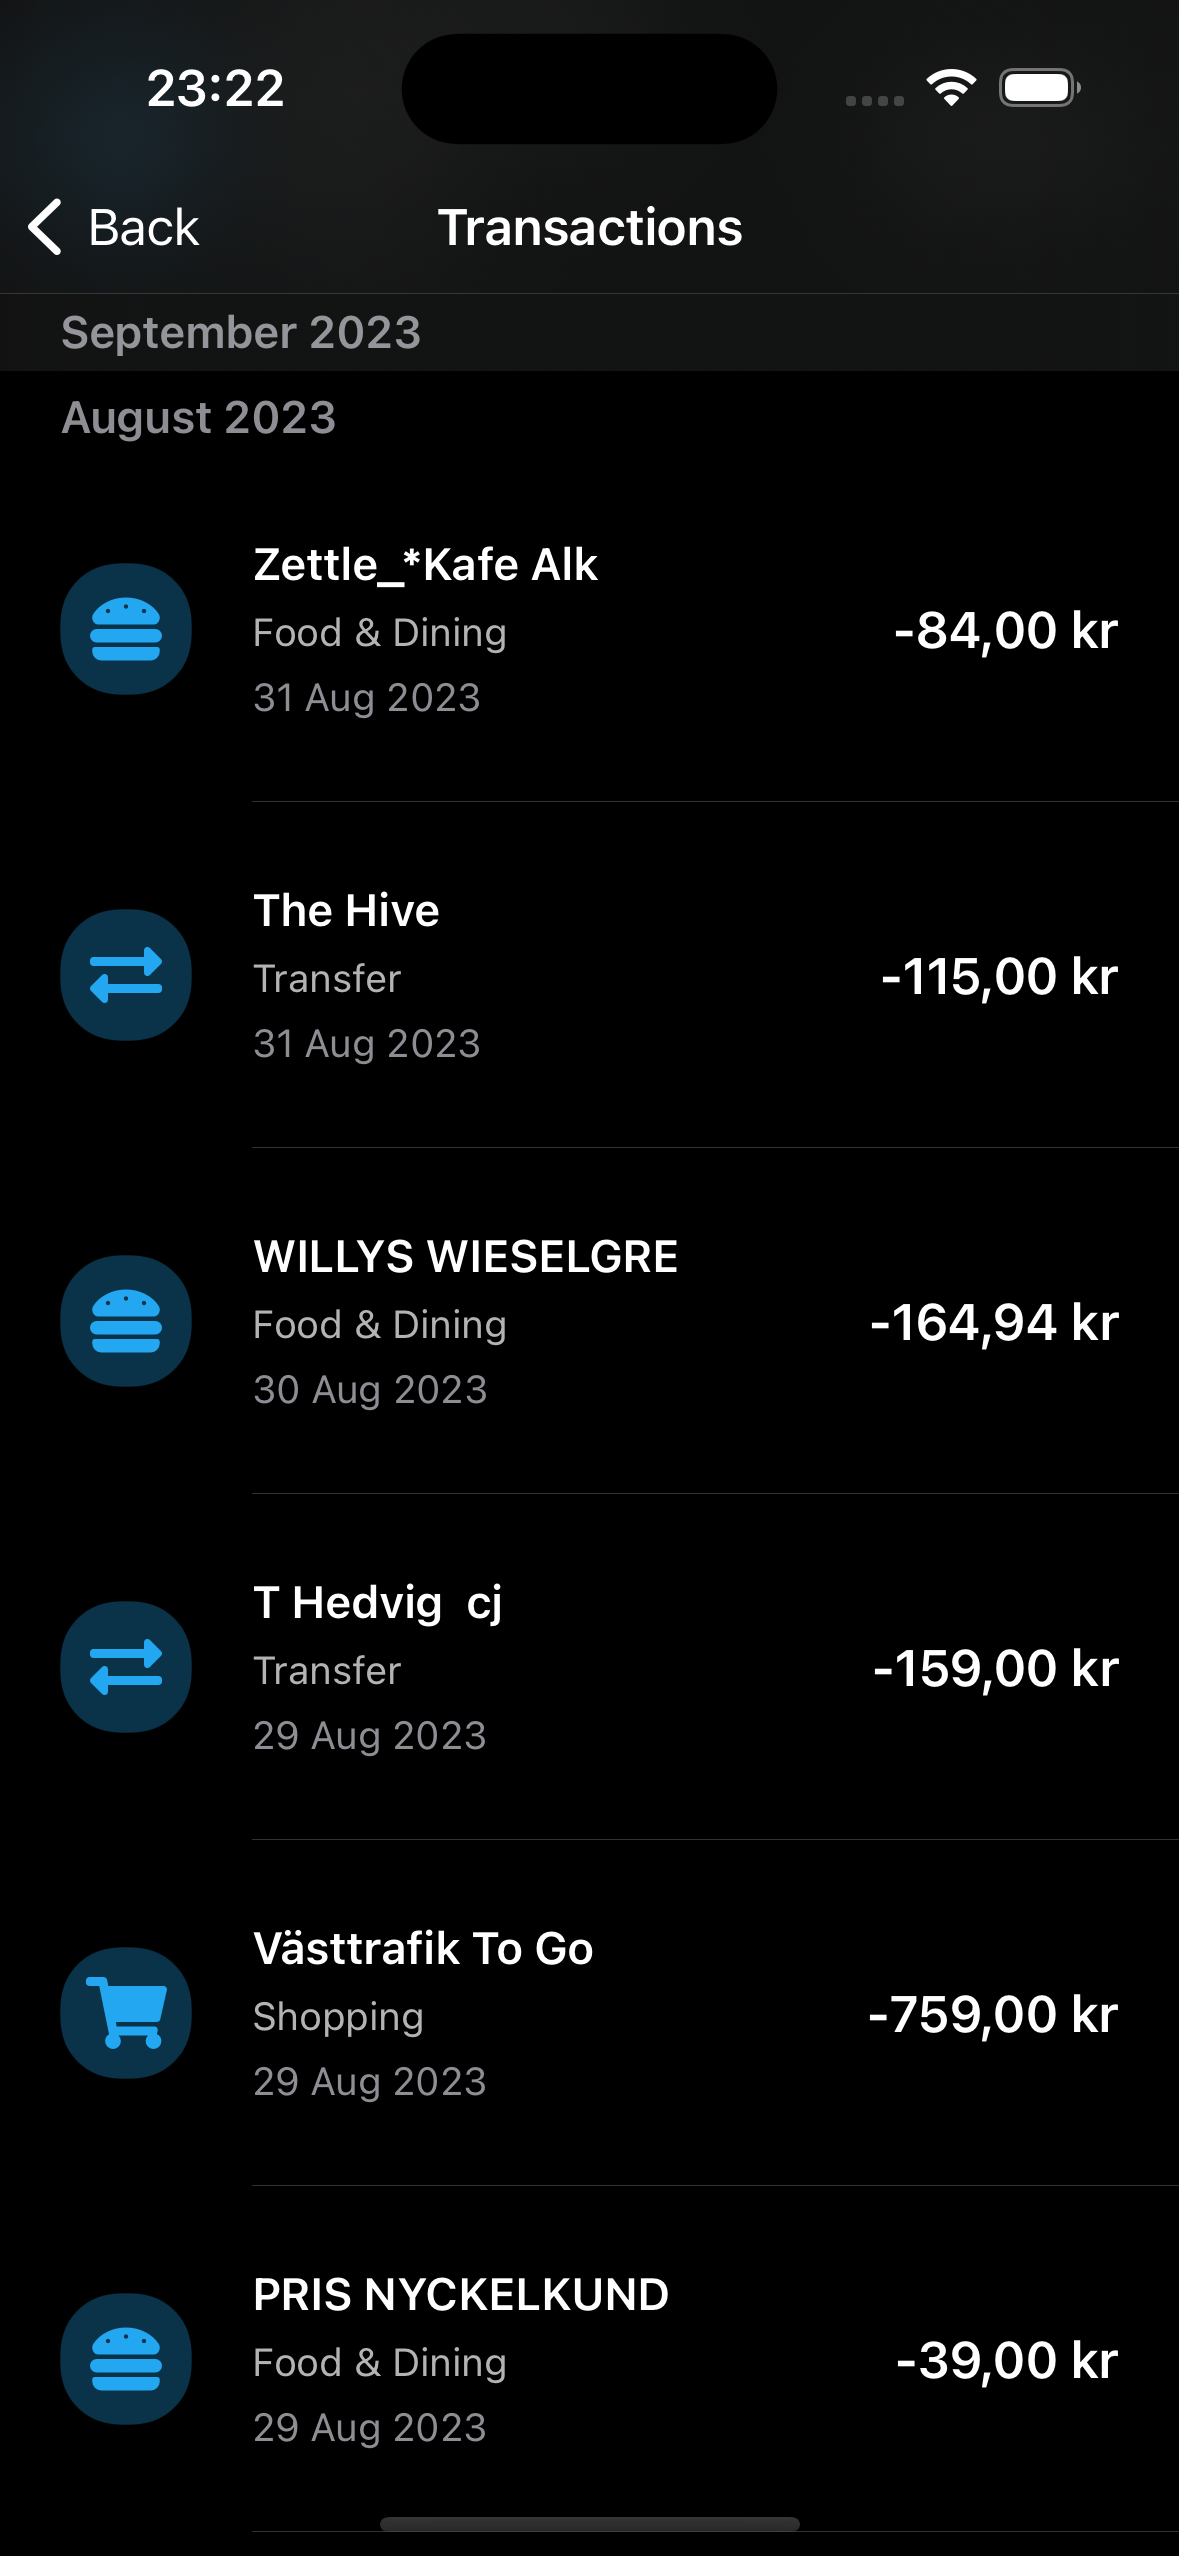 23:22
Back
Transactions
September 2023
August 2023
Zettle_*Kafe Alk
Food & Dining
-84,00 kr
31 Aug 2023
The Hive
Transfer
-115,00 kr
31 Aug 2023
WILLYS WIESELGRE
Food & Dining
-164,94 kr
30 Aug 2023
T Hedvig  cj
Transfer
-159,00 kr
29 Aug 2023
Västtrafik To Go
Shopping
-759,00 kr
29 Aug 2023
PRIS NYCKELKUND
Food & Dining
-39,00 kr
29 Aug 2023